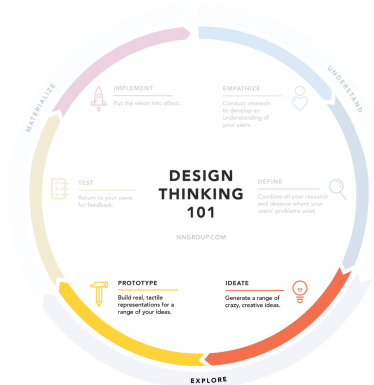 IMPLEMENT
Put the vision into effect.
EMPATHIZE
Conduct research
to develop an
understanding of
your users.
MATERIALIZE
UNDERSTAND
TEST
Return to your users
for feedback.
DESIGN
THINKING
101
NNGROUP.COM
DEFINE
Combine all your research
and observe where your
users' problems exist.
PROTOTYPE
Build real, tactile
representations for a
range of your ideas.
IDEATE
Generate a range of
crazy, creative ideas.
EXPLORE